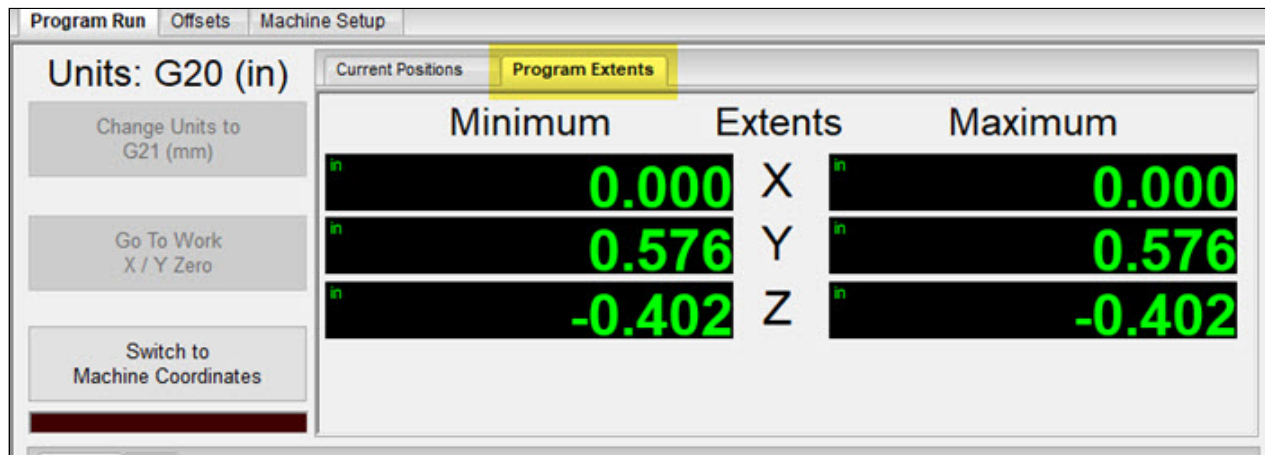 Program Run Offsets Machine Setup
Units: G20 (in)
Current Positions Program Extents
Change Units to
G21 (mm)
Minimum Extents Maximum
in 0.000 X in 0.000
Go To Work
X / Y Zero
in 0.576 Y in 0.576
in -0.402 Z in -0.402
Switch to
Machine Coordinates